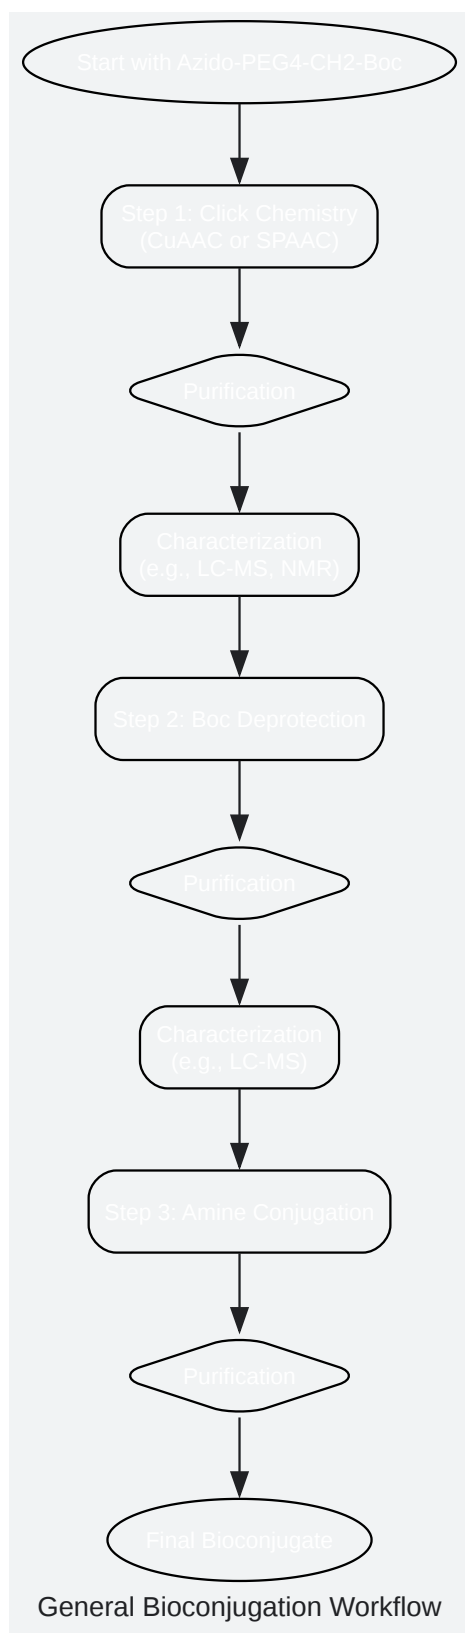 Start with Azido-PEG4-CH2-Boc
Step 1: Click Chemistry
(CuAAC or SPAAC)
Purification
Characterization
(e.g., LC-MS, NMR)
Step 2: Boc Deprotection
Purification
Characterization
(e.g., LC-MS)
Step 3: Amine Conjugation
Purification
Final Bioconjugate
General Bioconjugation Workflow